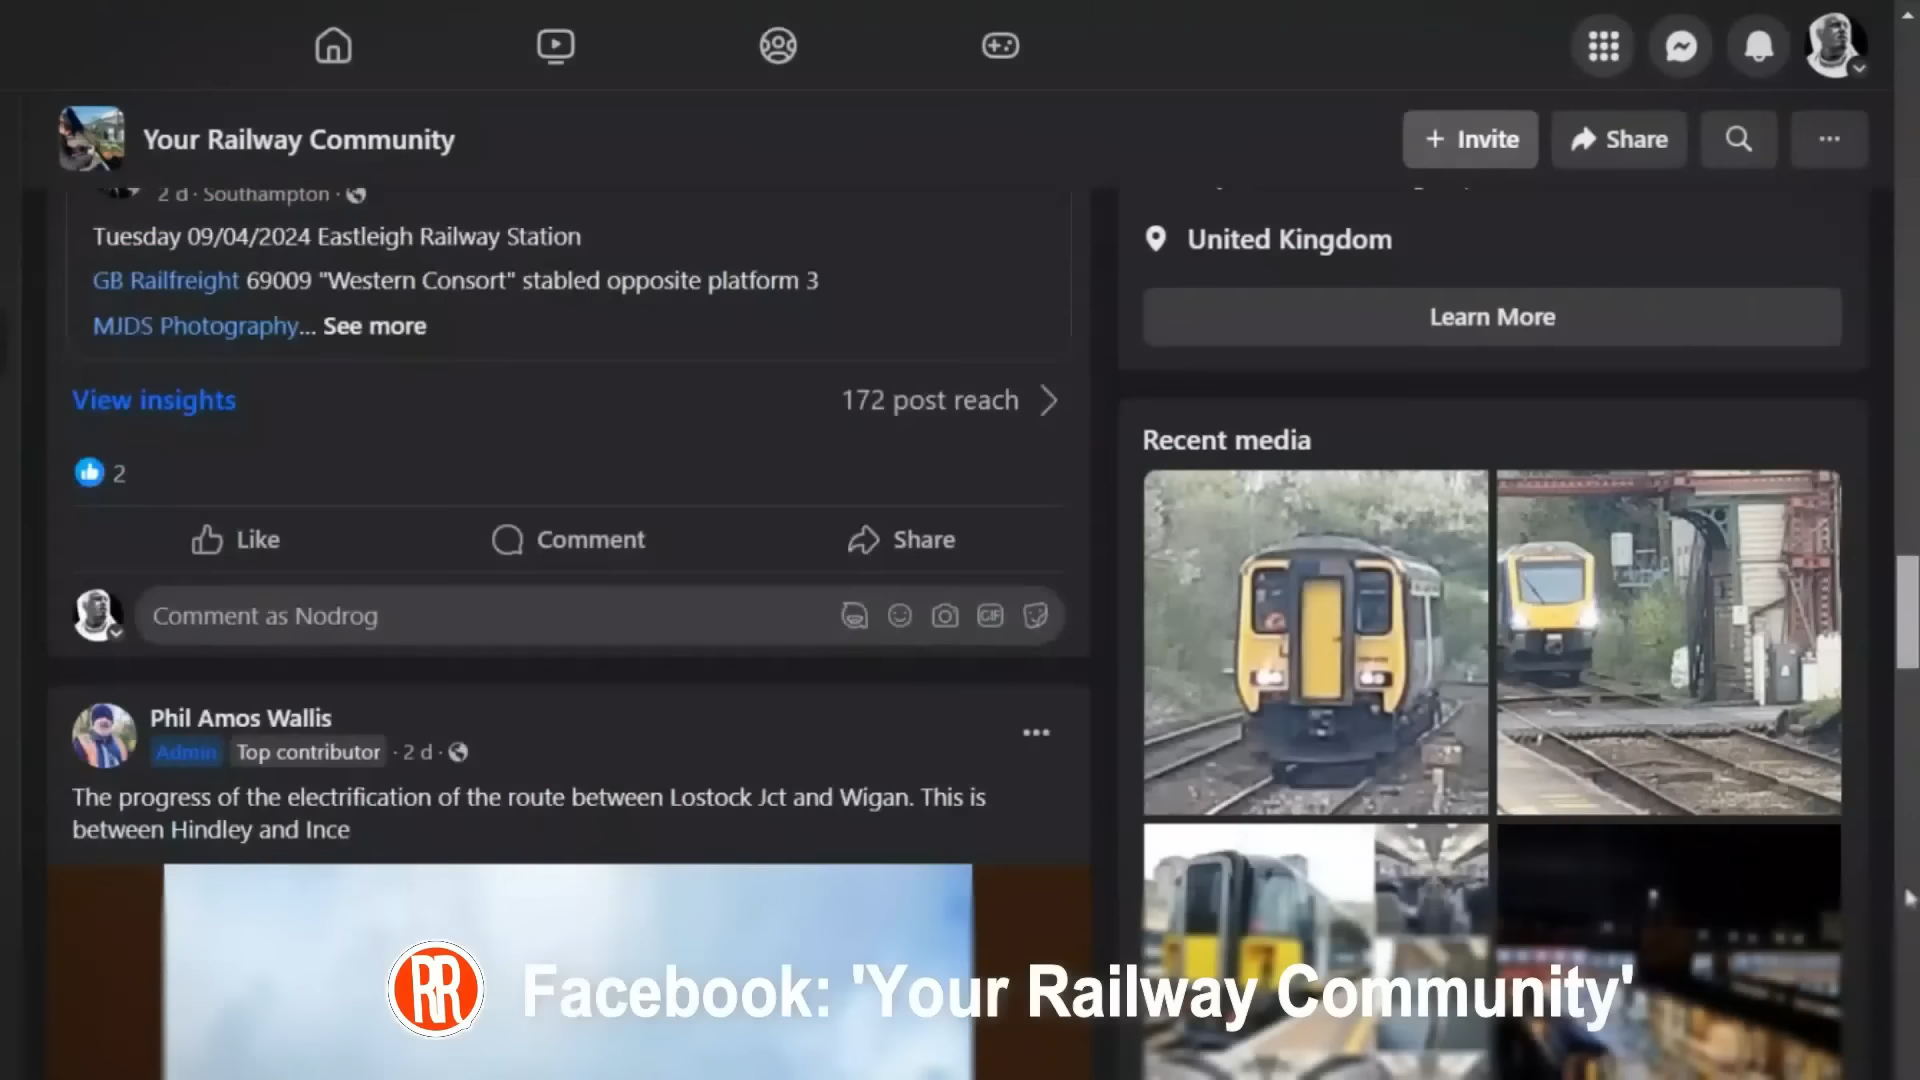 Your Railway Community
+ Invite
Share
2 d · Southampton ·
Tuesday 09/04/2024 Eastleigh Railway Station
GB Railfreight 69009 "Western Consort" stabled opposite platform 3
MJDS Photography... See more
View insights
172 post reach
2
Like
Comment
Share
Comment as Nodrog
GIF
Phil Amos Wallis
Admin Top contributor · 2 d ·
The progress of the electrification of the route between Lostock Jct and Wigan. This is
between Hindley and Ince
United Kingdom
Learn More
Recent media
RR Facebook: 'Your Railway Community'